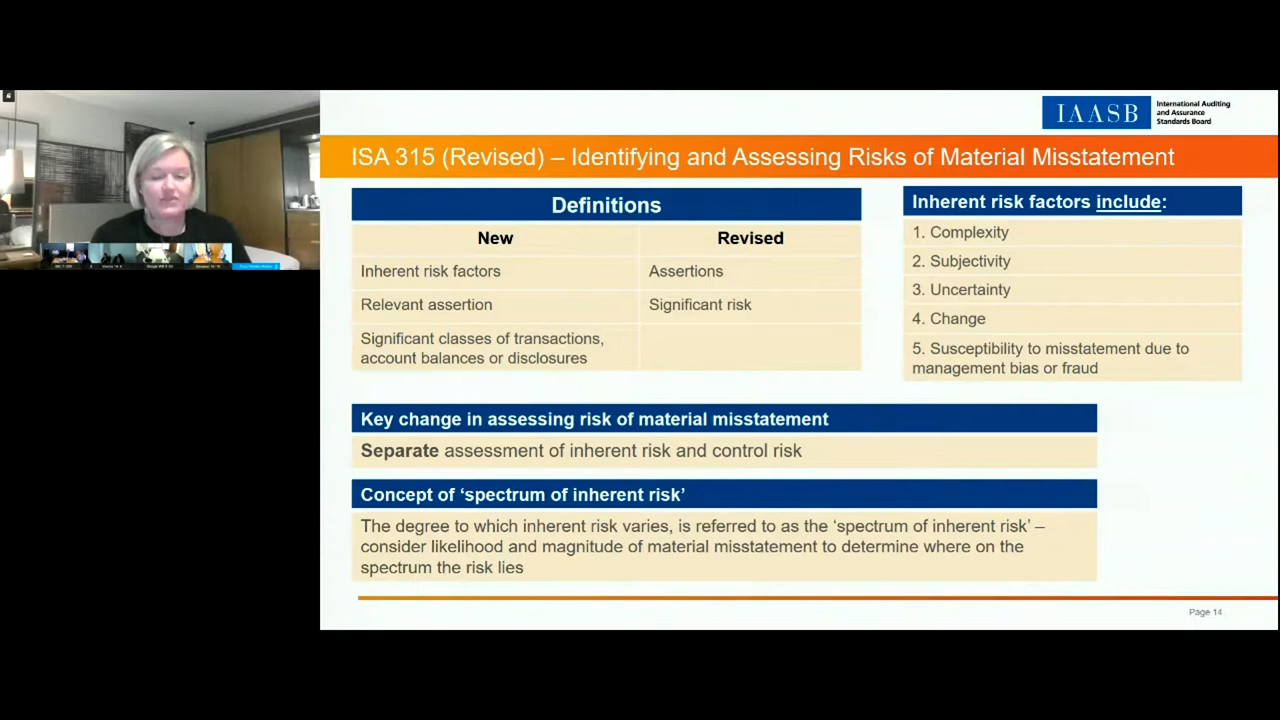 IAASB
International Auditing
and Assurance
Standards Board
ISA 315 (Revised) – Identifying and Assessing Risks of Material Misstatement
Definitions
New
Revised
Inherent risk factors
Assertions
Relevant assertion
Significant risk
Significant classes of transactions,
account balances or disclosures
Inherent risk factors include:
1. Complexity
2. Subjectivity
3. Uncertainty
4. Change
5. Susceptibility to misstatement due to
management bias or fraud
Key change in assessing risk of material misstatement
Separate assessment of inherent risk and control risk
Concept of ‘spectrum of inherent risk’
The degree to which inherent risk varies, is referred to as the ‘spectrum of inherent risk’ –
consider likelihood and magnitude of material misstatement to determine where on the
spectrum the risk lies
Page 14